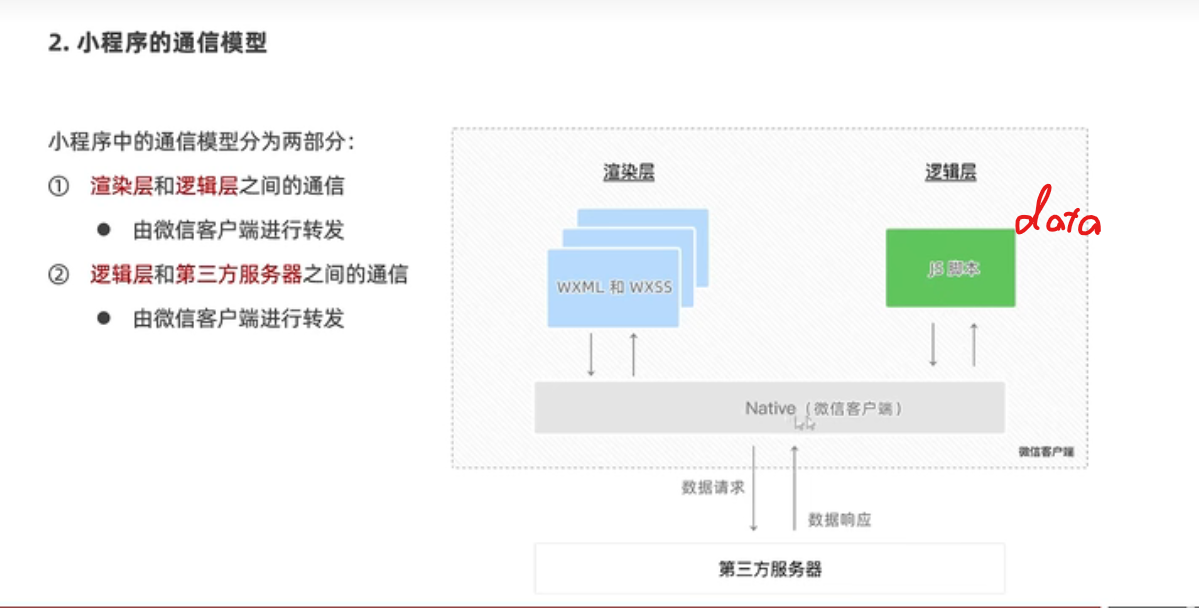 2. 小程序的通信模型
小程序中的通信模型分为两部分：
① 渲染层和逻辑层之间的通信
● 由微信客户端进行转发
② 逻辑层和第三方服务器之间的通信
● 由微信客户端进行转发
渲染层
逻辑层
data
WXML 和 WXSS
JS 脚本
Native（微信客户端）
微信客户端
数据请求
数据响应
第三方服务器